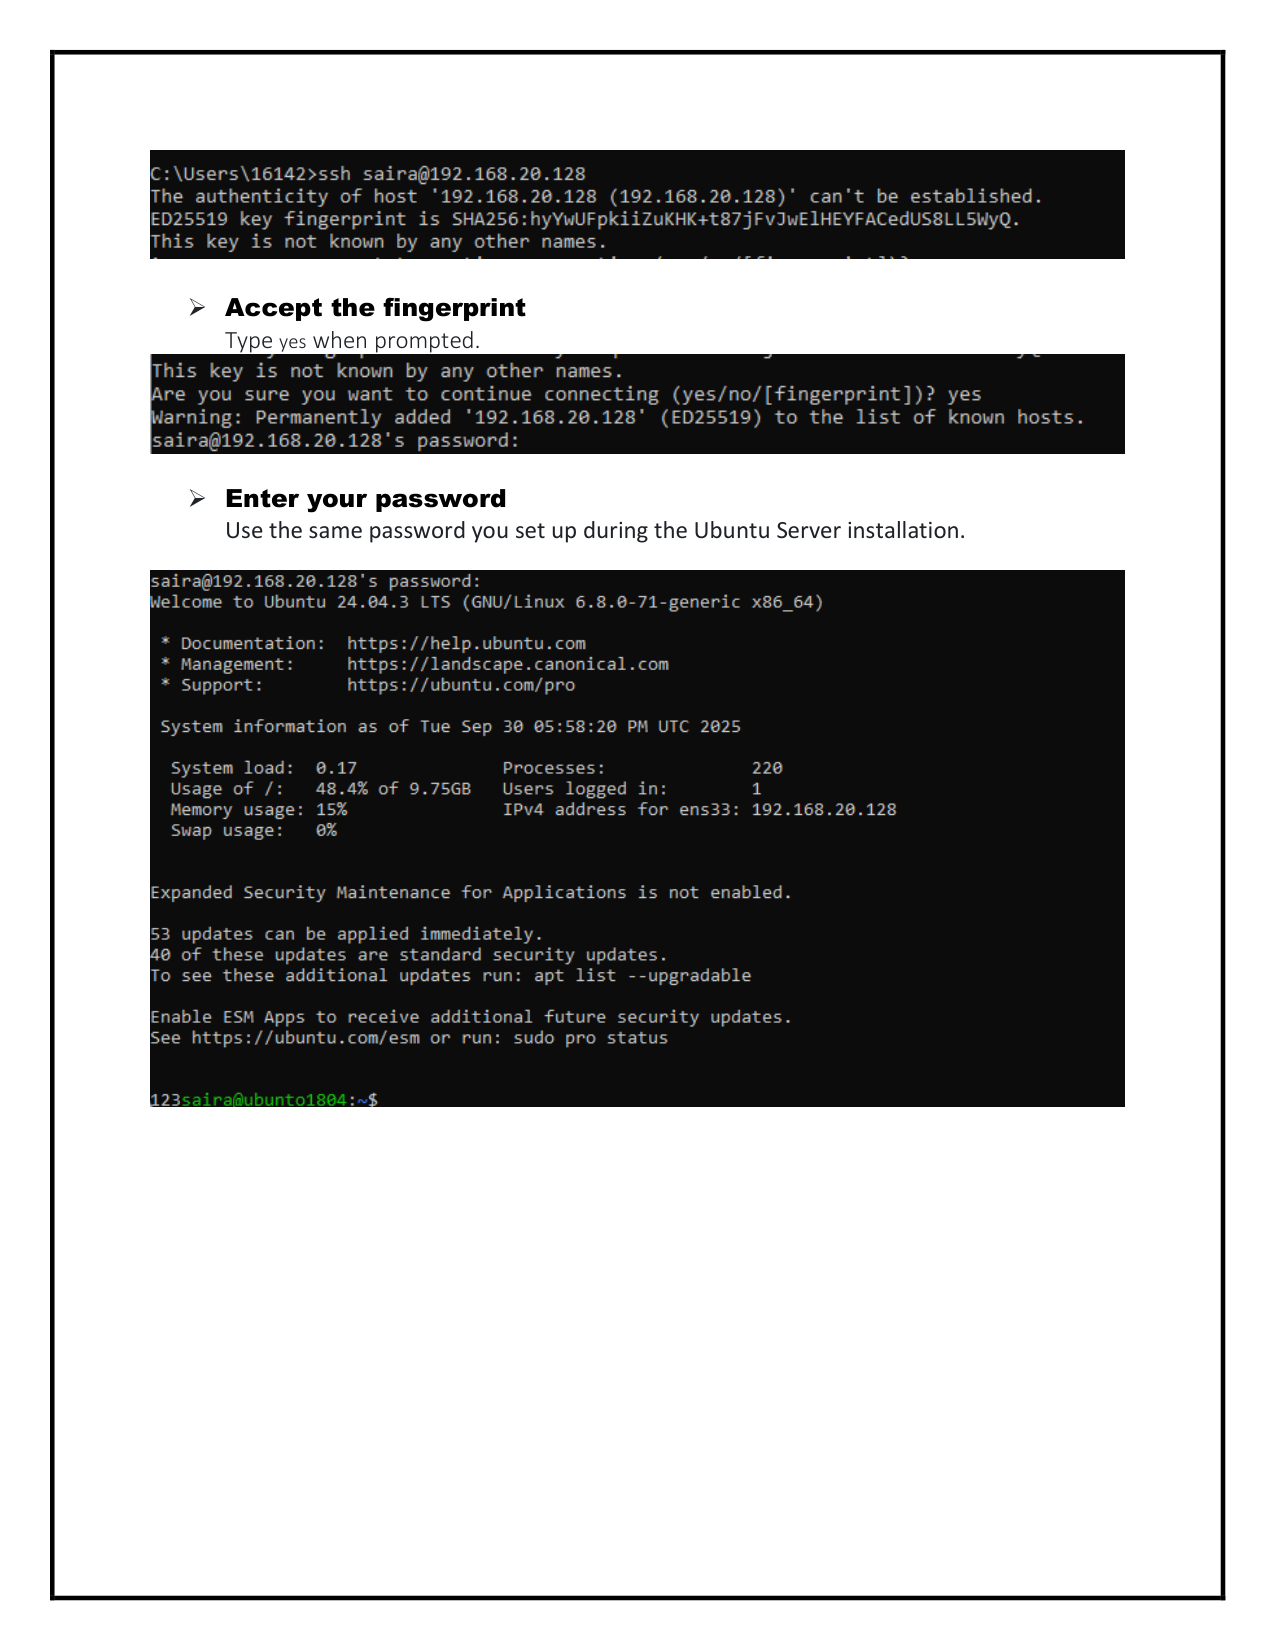 C:\Users\16142>ssh saira@192.168.20.128
The authenticity of host '192.168.20.128 (192.168.20.128)' can't be established.
ED25519 key fingerprint is SHA256:hyYwUFpkiiZuKHK+t87jFvJwElHEYFACedUS8LL5WyQ.
This key is not known by any other names.
➢ Accept the fingerprint
Type yes when prompted.
This key is not known by any other names.
Are you sure you want to continue connecting (yes/no/[fingerprint])? yes
Warning: Permanently added '192.168.20.128' (ED25519) to the list of known hosts.
saira@192.168.20.128's password:
➢ Enter your password
Use the same password you set up during the Ubuntu Server installation.
saira@192.168.20.128's password:
Welcome to Ubuntu 24.04.3 LTS (GNU/Linux 6.8.0-71-generic x86_64)
* Documentation: https://help.ubuntu.com
* Management: https://landscape.canonical.com
* Support: https://ubuntu.com/pro
System information as of Tue Sep 30 05:58:20 PM UTC 2025
System load: 0.17 Processes: 220
Usage of /: 48.4% of 9.75GB Users logged in: 1
Memory usage: 15% IPv4 address for ens33: 192.168.20.128
Swap usage: 0%
Expanded Security Maintenance for Applications is not enabled.
53 updates can be applied immediately.
40 of these updates are standard security updates.
To see these additional updates run: apt list --upgradable
Enable ESM Apps to receive additional future security updates.
See https://ubuntu.com/esm or run: sudo pro status
123saira@ubunto1804:~$